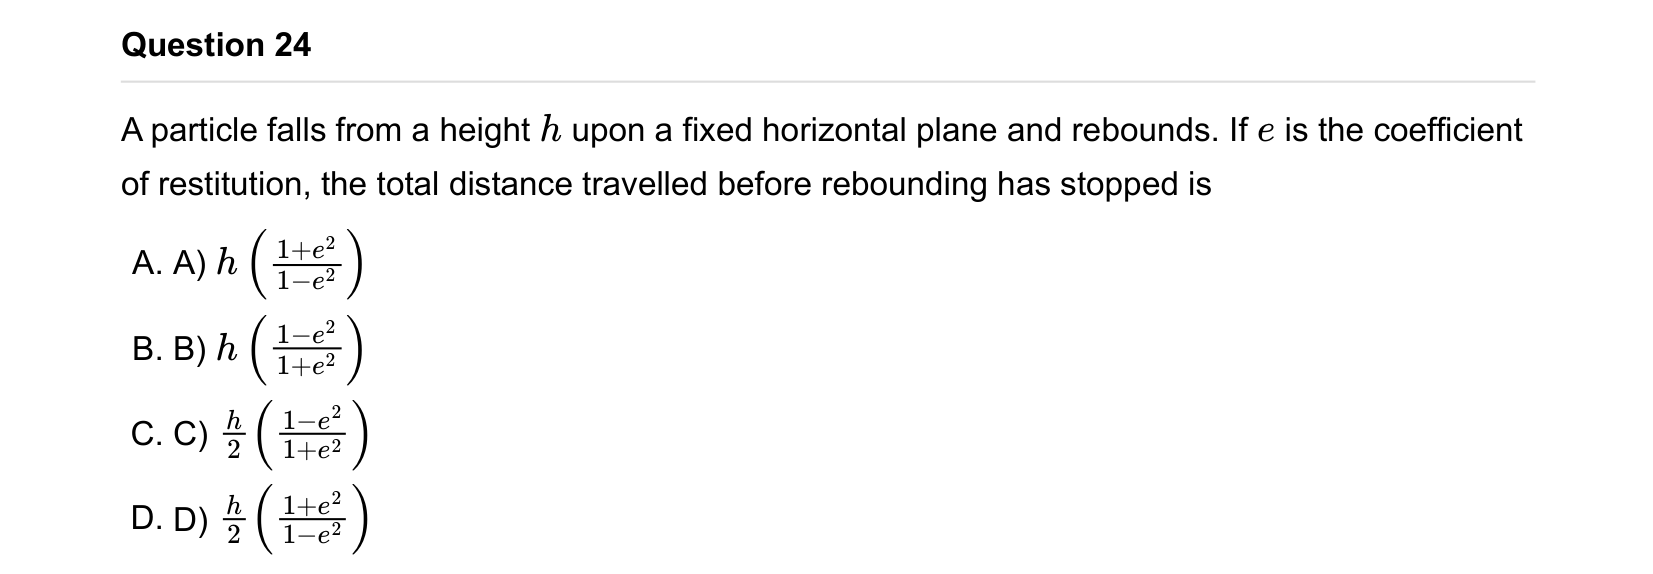 Question 24
A particle falls from a height h upon a fixed horizontal plane and rebounds. If e is the coefficient
of restitution, the total distance travelled before rebounding has stopped is
A. A) h \left( \frac{1+e^2}{1-e^2} \right)
B. B) h \left( \frac{1-e^2}{1+e^2} \right)
C. C) \frac{h}{2} \left( \frac{1-e^2}{1+e^2} \right)
D. D) \frac{h}{2} \left( \frac{1+e^2}{1-e^2} \right)